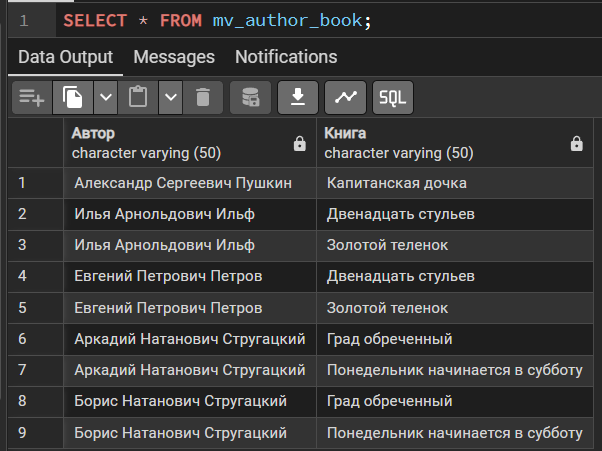 1 SELECT * FROM mv_author_book;
Data Output Messages Notifications
SQL
Автор Книга
character varying (50) character varying (50)
1 Александр Сергеевич Пушкин Капитанская дочка
2 Илья Арнольдович Ильф Двенадцать стульев
3 Илья Арнольдович Ильф Золотой теленок
4 Евгений Петрович Петров Двенадцать стульев
5 Евгений Петрович Петров Золотой теленок
6 Аркадий Натанович Стругацкий Град обреченный
7 Аркадий Натанович Стругацкий Понедельник начинается в субботу
8 Борис Натанович Стругацкий Град обреченный
9 Борис Натанович Стругацкий Понедельник начинается в субботу